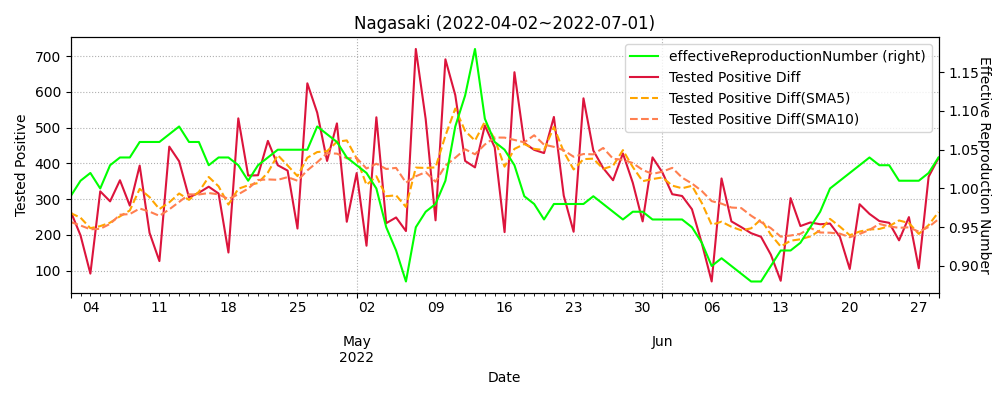 Nagasaki (2022-04-02~2022-07-01)
effectiveReproductionNumber (right)
Tested Positive Diff
Tested Positive Diff(SMA5)
Tested Positive Diff(SMA10)
Tested Positive
700
600
500
400
300
200
100
Effective Reproduction Number
1.15
1.10
1.05
1.00
0.95
0.90
04 11 18 25 02 09 16 23 30 06 13 20 27
May Jun
2022
Date